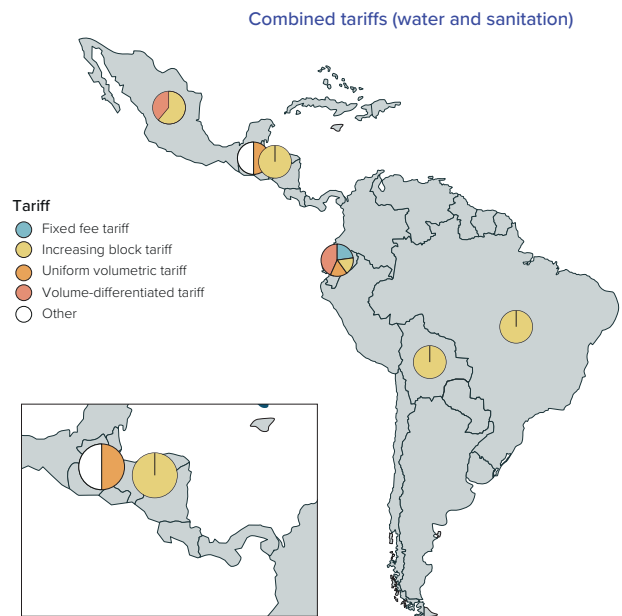 Combined tariffs (water and sanitation)
Tariff
Fixed fee tariff
Increasing block tariff
Uniform volumetric tariff
Volume-differentiated tariff
Other